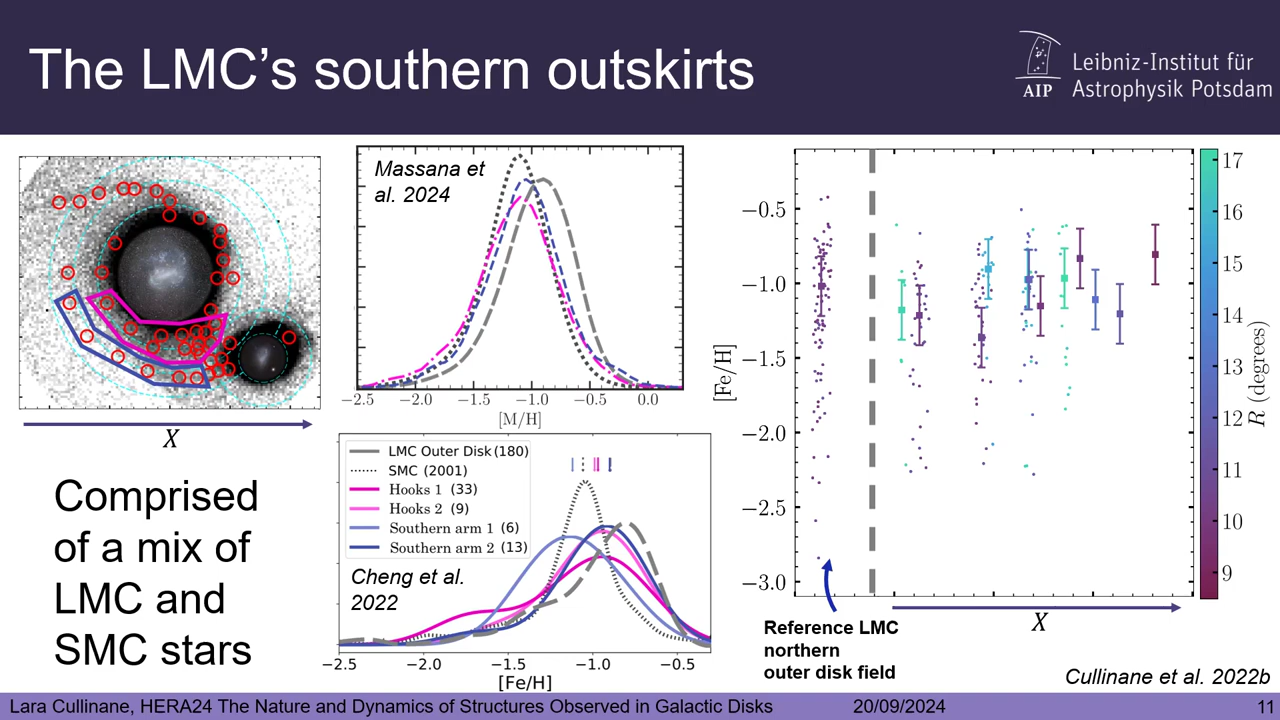 The LMC's southern outskirts
AIP
Leibniz-Institut für
Astrophysik Potsdam
X
Comprised
of a mix of
LMC and
SMC stars
Massana et
al. 2024
−2.5 −2.0 −1.5 −1.0 −0.5 0.0
[M/H]
LMC Outer Disk (180)
SMC (2001)
Hooks 1 (33)
Hooks 2 (9)
Southern arm 1 (6)
Southern arm 2 (13)
Cheng et al.
2022
−2.5 −2.0 −1.5 −1.0 −0.5
[Fe/H]
[Fe/H]
−0.5
−1.0
−1.5
−2.0
−2.5
−3.0
17
16
15
14
13
12
11
10
9
R (degrees)
X
Reference LMC
northern
outer disk field
Cullinane et al. 2022b
Lara Cullinane, HERA24 The Nature and Dynamics of Structures Observed in Galactic Disks 20/09/2024 11